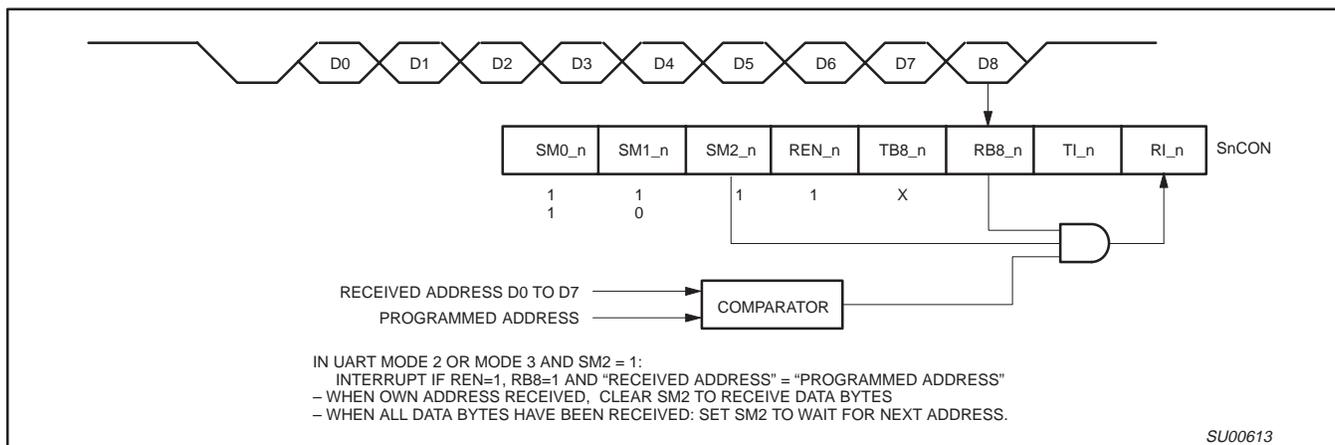 D0 D1 D2 D3 D4 D5 D6 D7 D8
SM0_n SM1_n SM2_n REN_n TB8_n RB8_n TI_n RI_n SnCON
1 1 1 1 X
1 0
RECEIVED ADDRESS D0 TO D7
PROGRAMMED ADDRESS
COMPARATOR
IN UART MODE 2 OR MODE 3 AND SM2 = 1:
INTERRUPT IF REN=1, RB8=1 AND “RECEIVED ADDRESS” = “PROGRAMMED ADDRESS”
– WHEN OWN ADDRESS RECEIVED, CLEAR SM2 TO RECEIVE DATA BYTES
– WHEN ALL DATA BYTES HAVE BEEN RECEIVED: SET SM2 TO WAIT FOR NEXT ADDRESS.
SU00613